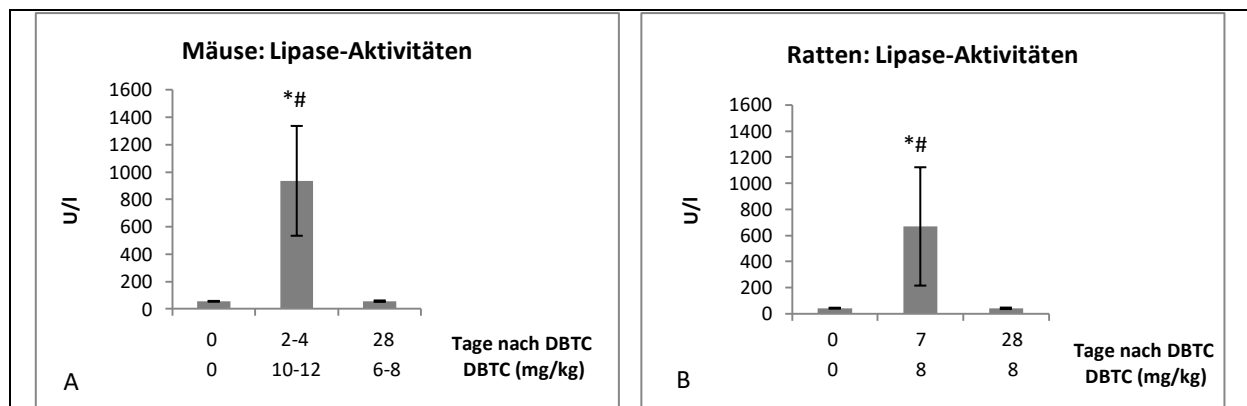 Mäuse: Lipase-Aktivitäten
1600
1400
1200
1000
800
600
400
200
0
U/l
*#
0 2-4 28 Tage nach DBTC
0 10-12 6-8 DBTC (mg/kg)
A
Ratten: Lipase-Aktivitäten
1600
1400
1200
1000
800
600
400
200
0
U/l
*#
0 7 28 Tage nach DBTC
0 8 8 DBTC (mg/kg)
B